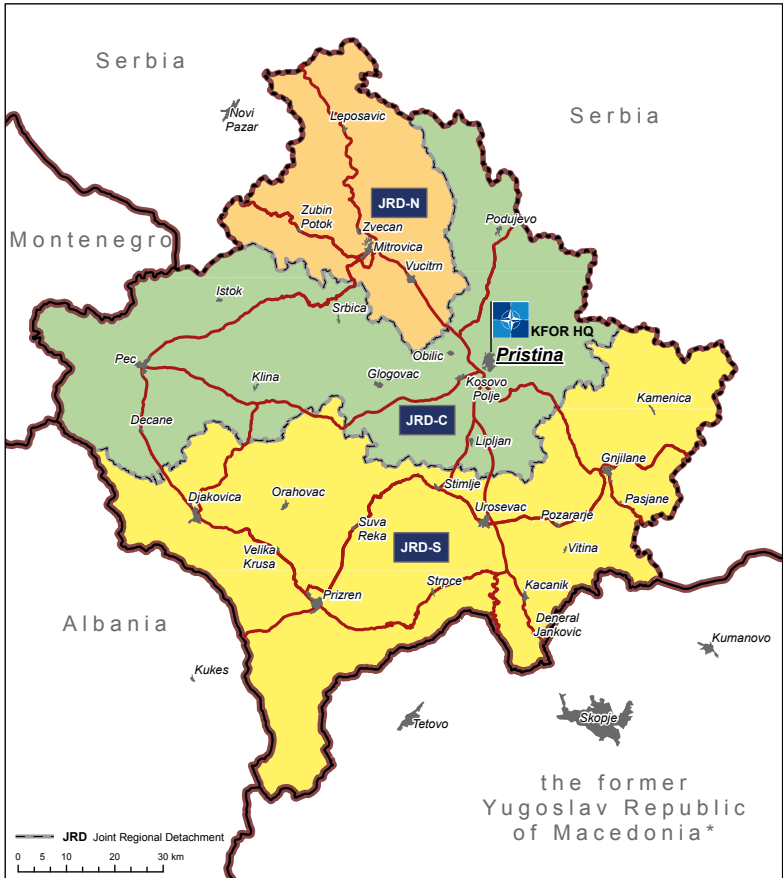 Serbia
Novi
Pazar
Leposavic
Serbia
JRD-N
Zubin
Potok
Zvecan
Mitrovica
Podujevo
Montenegro
Vucitrn
Istok
Srbica
KFOR HQ
Obilic
Pristina
Pec
Klina
Glogovac
Kosovo
Polje
Kamenica
Decane
JRD-C
Lipljan
Gnjilane
Stimlje
Djakovica
Orahovac
Urosevac
Pasjane
Suva
Reka
Pozararje
JRD-S
Velika
Krusa
Vitina
Strpce
Prizren
Kacanik
Albania
Deneral
Jankovic
Kumanovo
Kukes
Tetovo
Skopje
the former
Yugoslav Republic
of Macedonia*
JRD Joint Regional Detachment
0 5 10 20 30 km